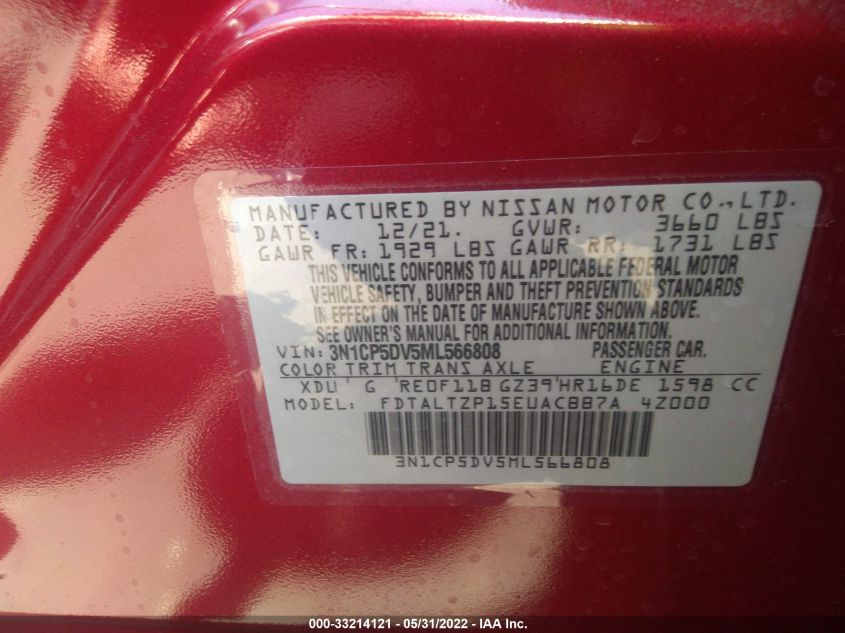 MANUFACTURED BY NISSAN MOTOR CO.,LTD.
DATE: 12/21. GVWR: 3660 LBS
GAWR FR: 1929 LBS GAWR RR: 1731 LBS
THIS VEHICLE CONFORMS TO ALL APPLICABLE FEDERAL MOTOR
VEHICLE SAFETY, BUMPER AND THEFT PREVENTION STANDARDS
IN EFFECT ON THE DATE OF MANUFACTURE SHOWN ABOVE.
SEE OWNER'S MANUAL FOR ADDITIONAL INFORMATION.
VIN: 3N1CP5DV5ML566808 PASSENGER CAR.
COLOR TRIM TRANS AXLE ENGINE
XDU G RE0F11B GZ39 HR16DE 1598 CC
MODEL: FDTALTZP15EUACBB7A 4Z000
3N1CP5DV5ML566808
000-33214121 - 05/31/2022 - IAA Inc.